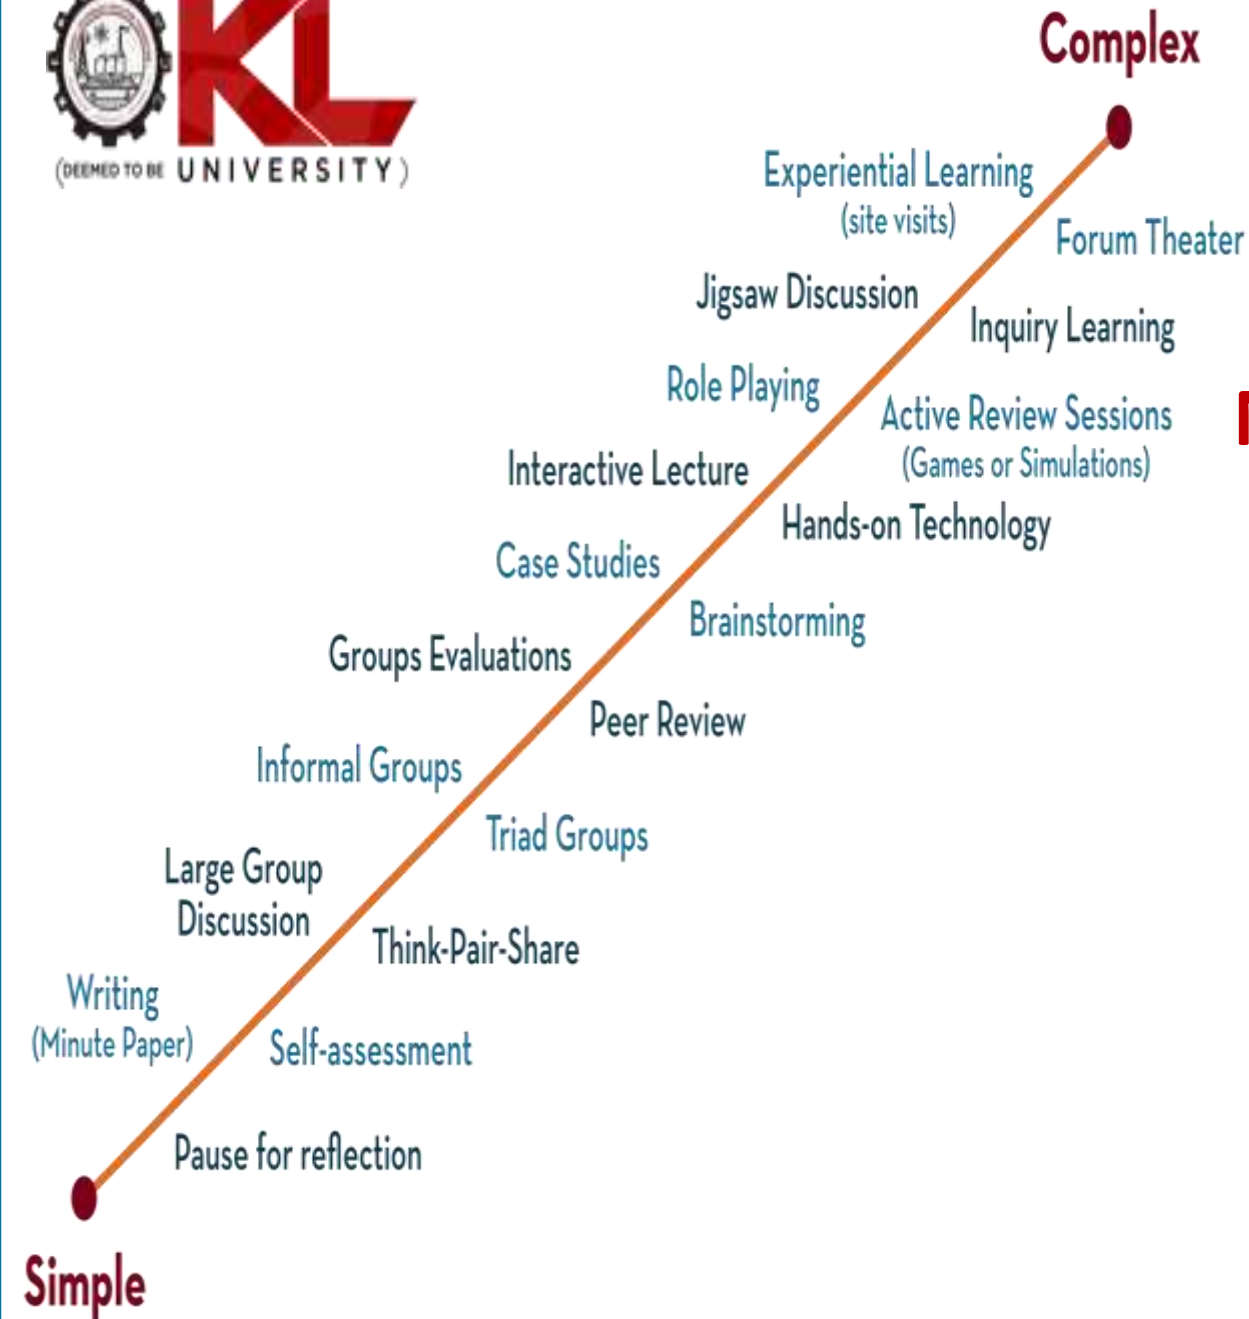 KL
(DEEMED TO BE UNIVERSITY)
Complex
Experiential Learning
(site visits)
Forum Theater
Jigsaw Discussion
Inquiry Learning
Role Playing
Active Review Sessions
(Games or Simulations)
Interactive Lecture
Hands-on Technology
Case Studies
Brainstorming
Groups Evaluations
Peer Review
Informal Groups
Triad Groups
Large Group
Discussion
Think-Pair-Share
Writing
(Minute Paper)
Self-assessment
Pause for reflection
Simple